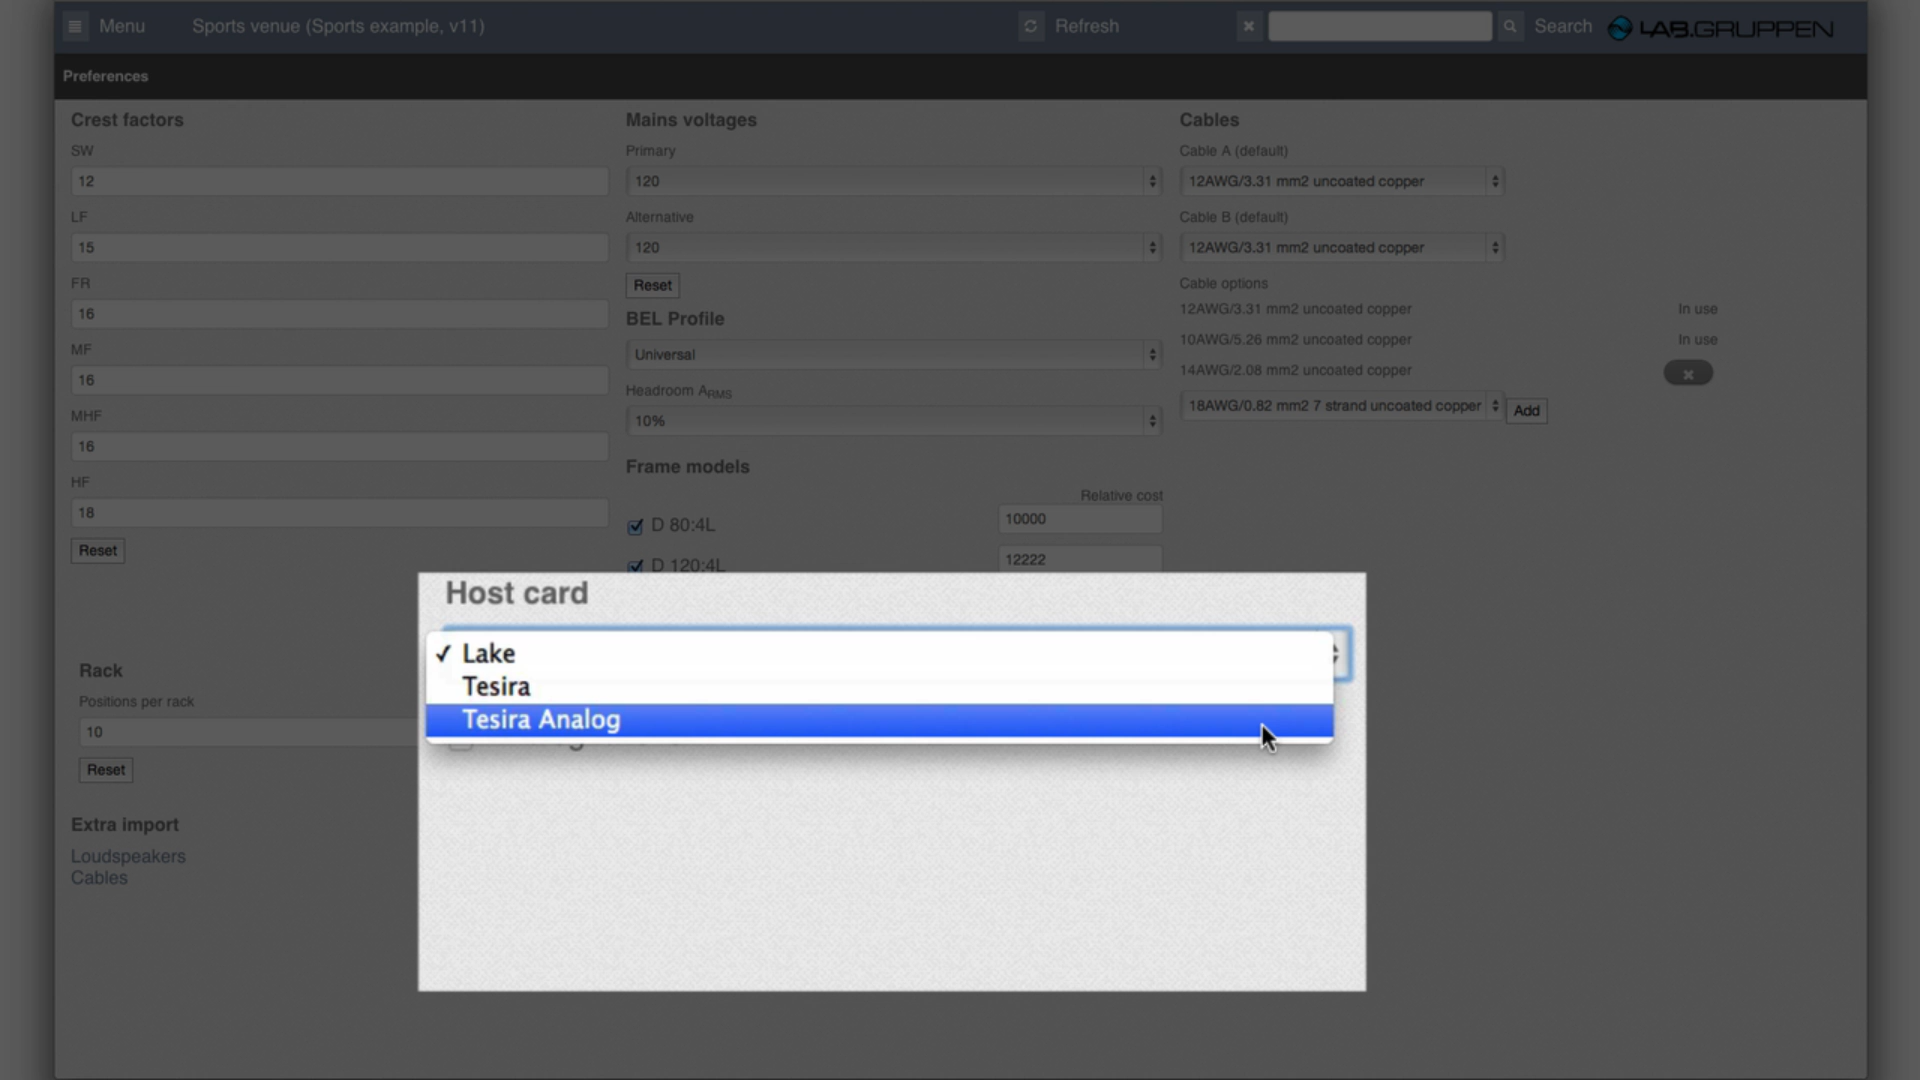 Menu
Sports venue (Sports example, v11)
Refresh
Search
LAB.GRUPPEN
Preferences
Crest factors
SW
12
LF
15
FR
16
MF
16
MHF
16
HF
18
Reset
Rack
Positions per rack
10
Reset
Extra import
Loudspeakers
Cables
Mains voltages
Primary
120
Alternative
120
Reset
BEL Profile
Universal
Headroom ARMS
10%
Frame models
Relative cost
D 80:4L 10000
D 120:4L 12222
Host card
✓ Lake
Tesira
Tesira Analog
Cables
Cable A (default)
12AWG/3.31 mm2 uncoated copper
Cable B (default)
12AWG/3.31 mm2 uncoated copper
Cable options
12AWG/3.31 mm2 uncoated copper In use
10AWG/5.26 mm2 uncoated copper In use
14AWG/2.08 mm2 uncoated copper
18AWG/0.82 mm2 7 strand uncoated copper Add